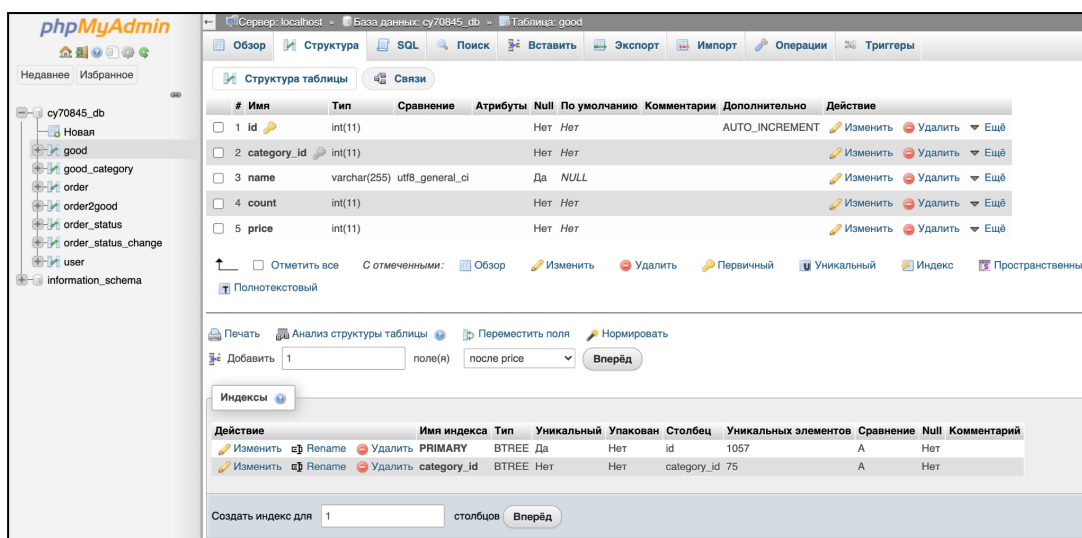 phpMyAdmin
Недавнее Избранное
cy70845_db
Новая
good
good_category
order
order2good
order_status
order_status_change
user
information_schema
Сервер: localhost » База данных: cy70845_db » Таблица: good
Обзор Структура SQL Поиск Вставить Экспорт Импорт Операции Триггеры
Структура таблицы Связи
# Имя Тип Сравнение Атрибуты Null По умолчанию Комментарии Дополнительно Действие
1 id int(11) Нет Нет AUTO_INCREMENT Изменить Удалить Ещё
2 category_id int(11) Нет Нет Изменить Удалить Ещё
3 name varchar(255) utf8_general_ci Да NULL Изменить Удалить Ещё
4 count int(11) Нет Нет Изменить Удалить Ещё
5 price int(11) Нет Нет Изменить Удалить Ещё
Отметить все С отмеченными: Обзор Изменить Удалить Первичный Уникальный Индекс Пространственны
Полнотекстовый
Печать Анализ структуры таблицы Переместить поля Нормировать
Добавить 1 поле(я) после price Вперёд
Индексы
Действие Имя индекса Тип Уникальный Упакован Столбец Уникальных элементов Сравнение Null Комментарий
Изменить Rename Удалить PRIMARY BTREE Да Нет id 1057 A Нет
Изменить Rename Удалить category_id BTREE Нет Нет category_id 75 A Нет
Создать индекс для 1 столбцов Вперёд